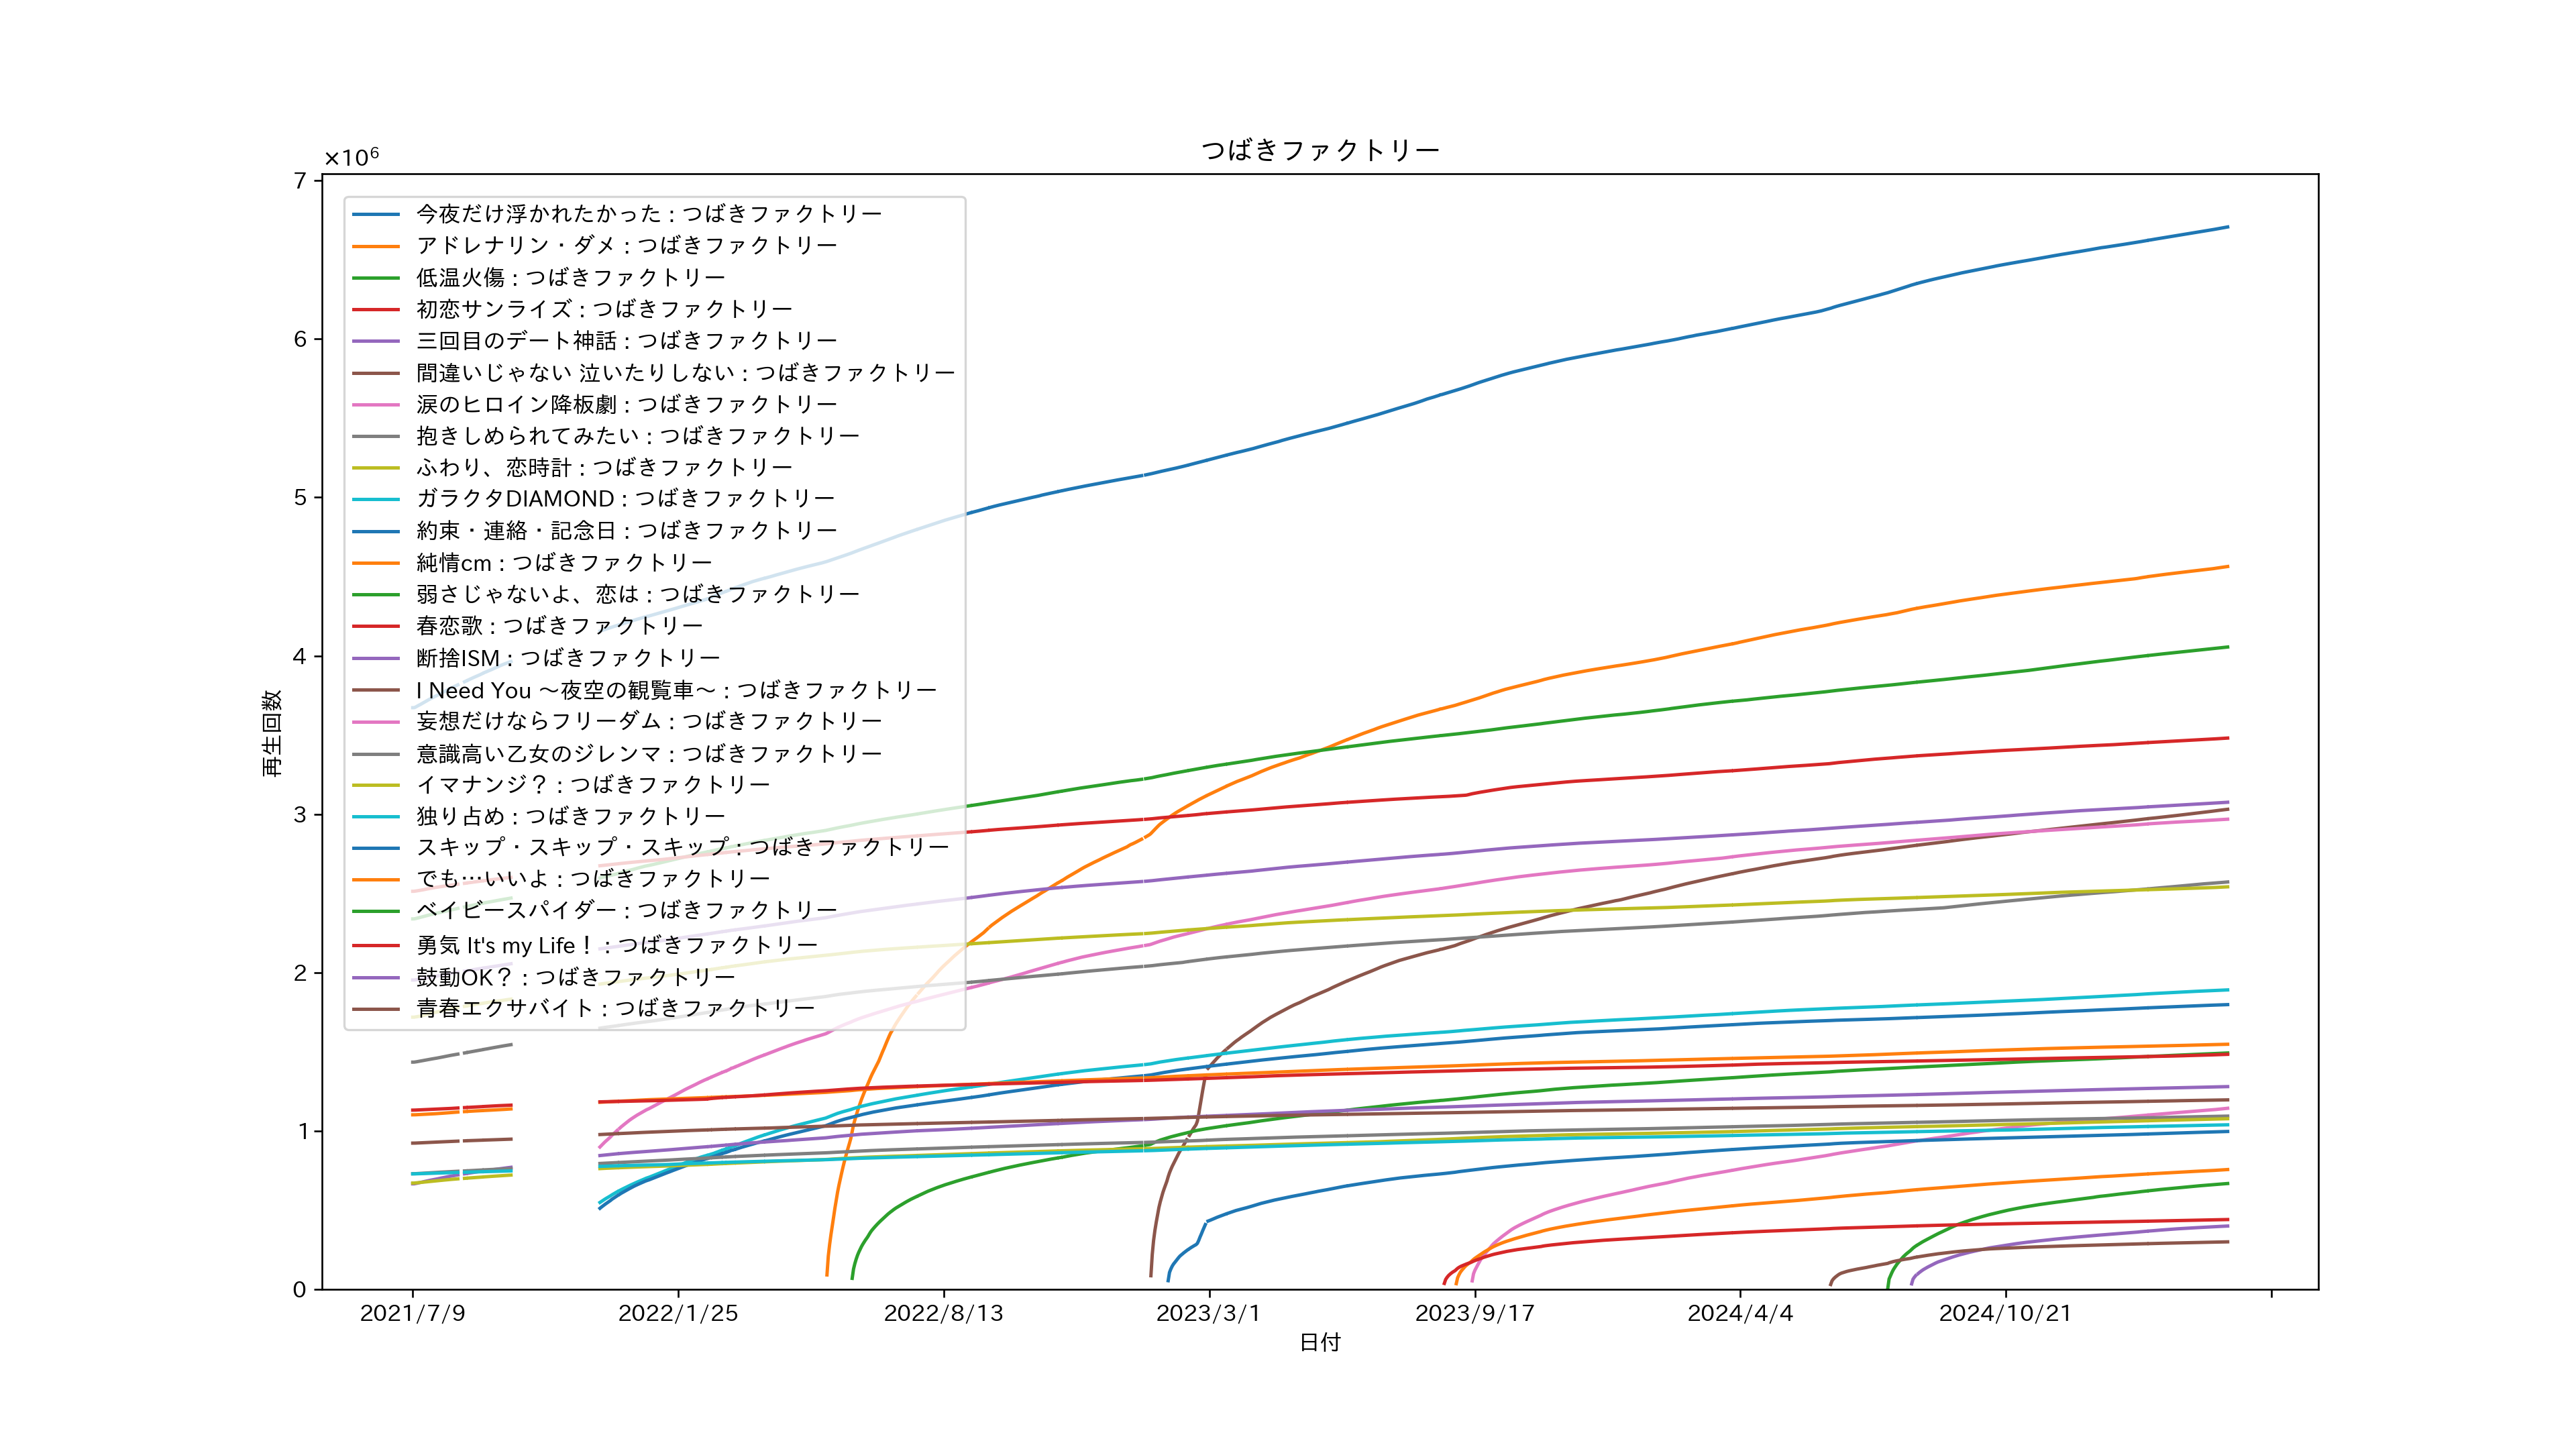 つばきファクトリー
×10⁶
7
6
5
4
3
2
1
0
再生回数
今夜だけ浮かれたかった : つばきファクトリー
アドレナリン・ダメ : つばきファクトリー
低温火傷 : つばきファクトリー
初恋サンライズ : つばきファクトリー
三回目のデート神話 : つばきファクトリー
間違いじゃない 泣いたりしない : つばきファクトリー
涙のヒロイン降板劇 : つばきファクトリー
抱きしめられてみたい : つばきファクトリー
ふわり、恋時計 : つばきファクトリー
ガラクタDIAMOND : つばきファクトリー
約束・連絡・記念日 : つばきファクトリー
純情cm : つばきファクトリー
弱さじゃないよ、恋は : つばきファクトリー
春恋歌 : つばきファクトリー
断捨ISM : つばきファクトリー
I Need You ～夜空の観覧車～ : つばきファクトリー
妄想だけならフリーダム : つばきファクトリー
意識高い乙女のジレンマ : つばきファクトリー
イマナンジ？ : つばきファクトリー
独り占め : つばきファクトリー
スキップ・スキップ・スキップ : つばきファクトリー
でも…いいよ : つばきファクトリー
ベイビースパイダー : つばきファクトリー
勇気 It's my Life！ : つばきファクトリー
鼓動OK？ : つばきファクトリー
青春エクサバイト : つばきファクトリー
2021/7/9 2022/1/25 2022/8/13 2023/3/1 2023/9/17 2024/4/4 2024/10/21
日付